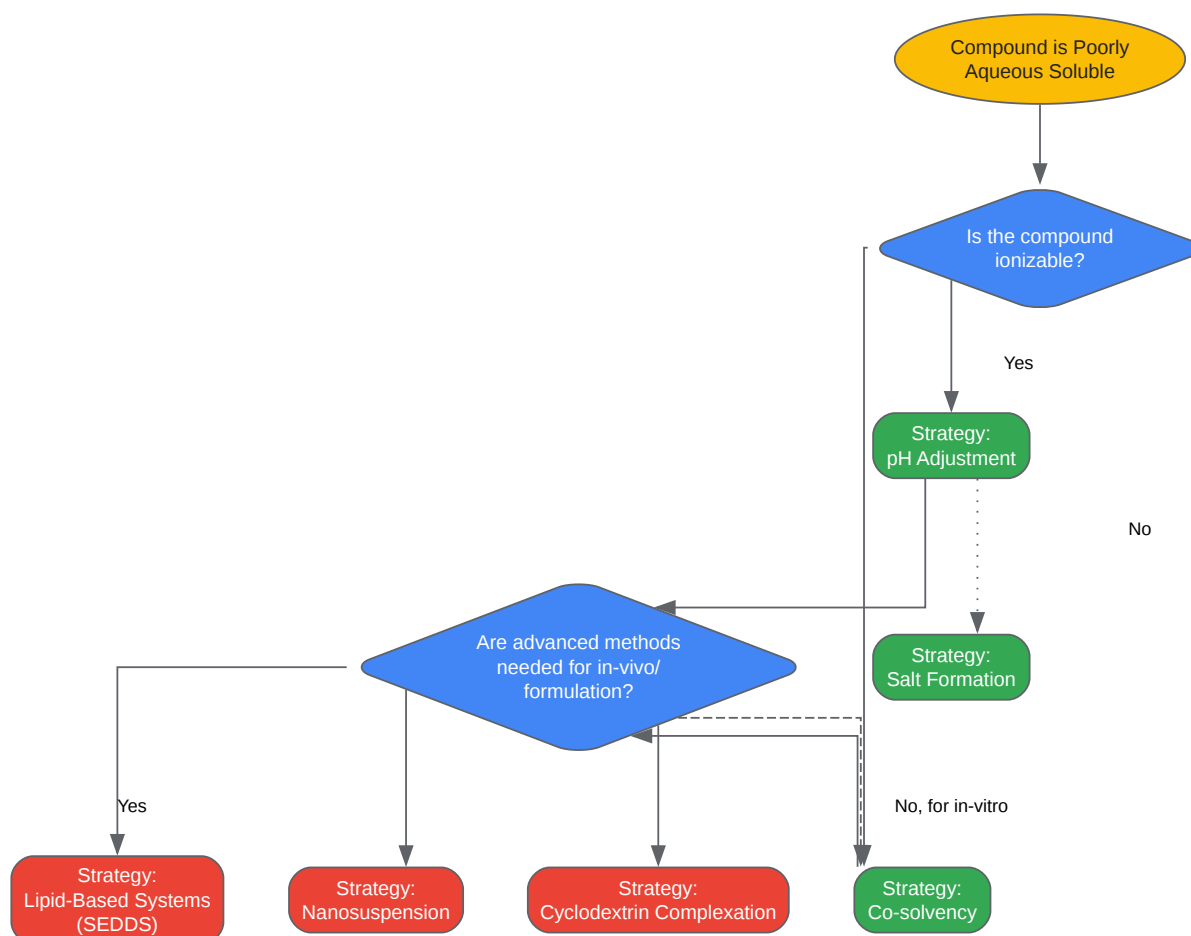 Compound is Poorly
Aqueous Soluble
Is the compound
ionizable?
Yes
Strategy:
pH Adjustment
No
Are advanced methods
needed for in-vivo/
formulation?
Strategy:
Salt Formation
Yes
No, for in-vitro
Strategy:
Lipid-Based Systems
(SEDDS)
Strategy:
Nanosuspension
Strategy:
Cyclodextrin Complexation
Strategy:
Co-solvency